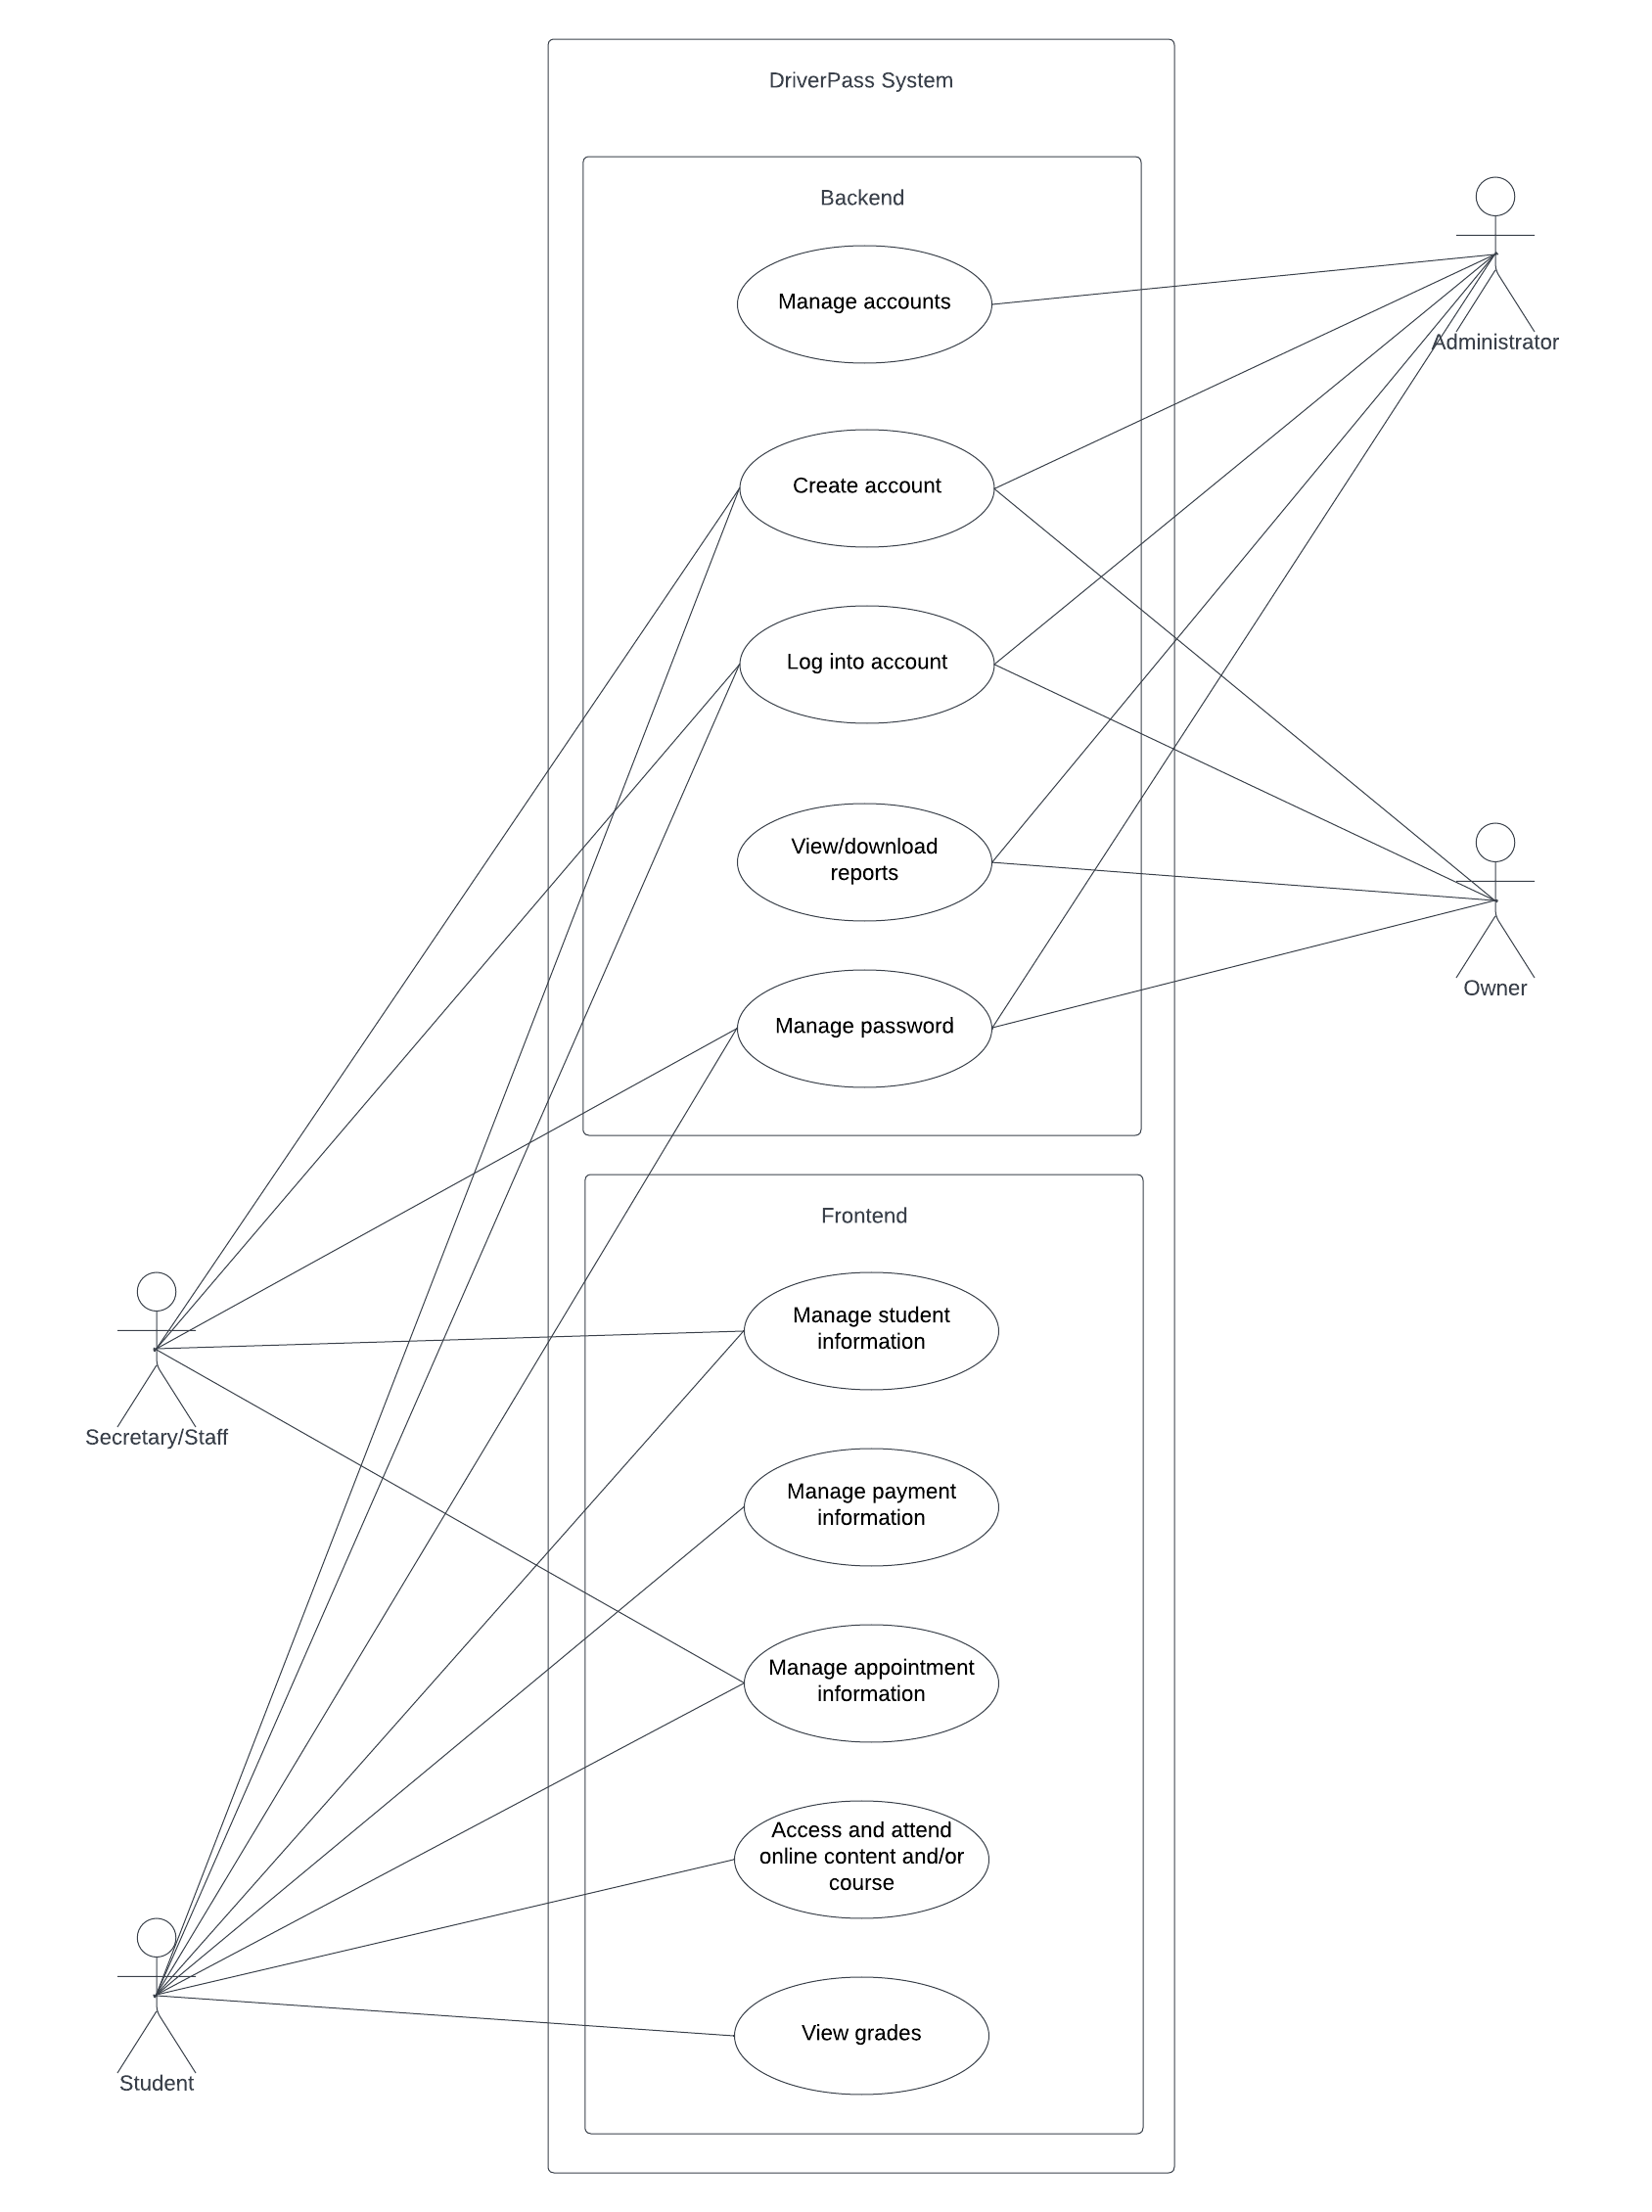 DriverPass System
Backend
Manage accounts
Administrator
Create account
Log into account
View/download
reports
Owner
Manage password
Frontend
Manage student
information
Secretary/Staff
Manage payment
information
Manage appointment
information
Access and attend
online content and/or
course
View grades
Student